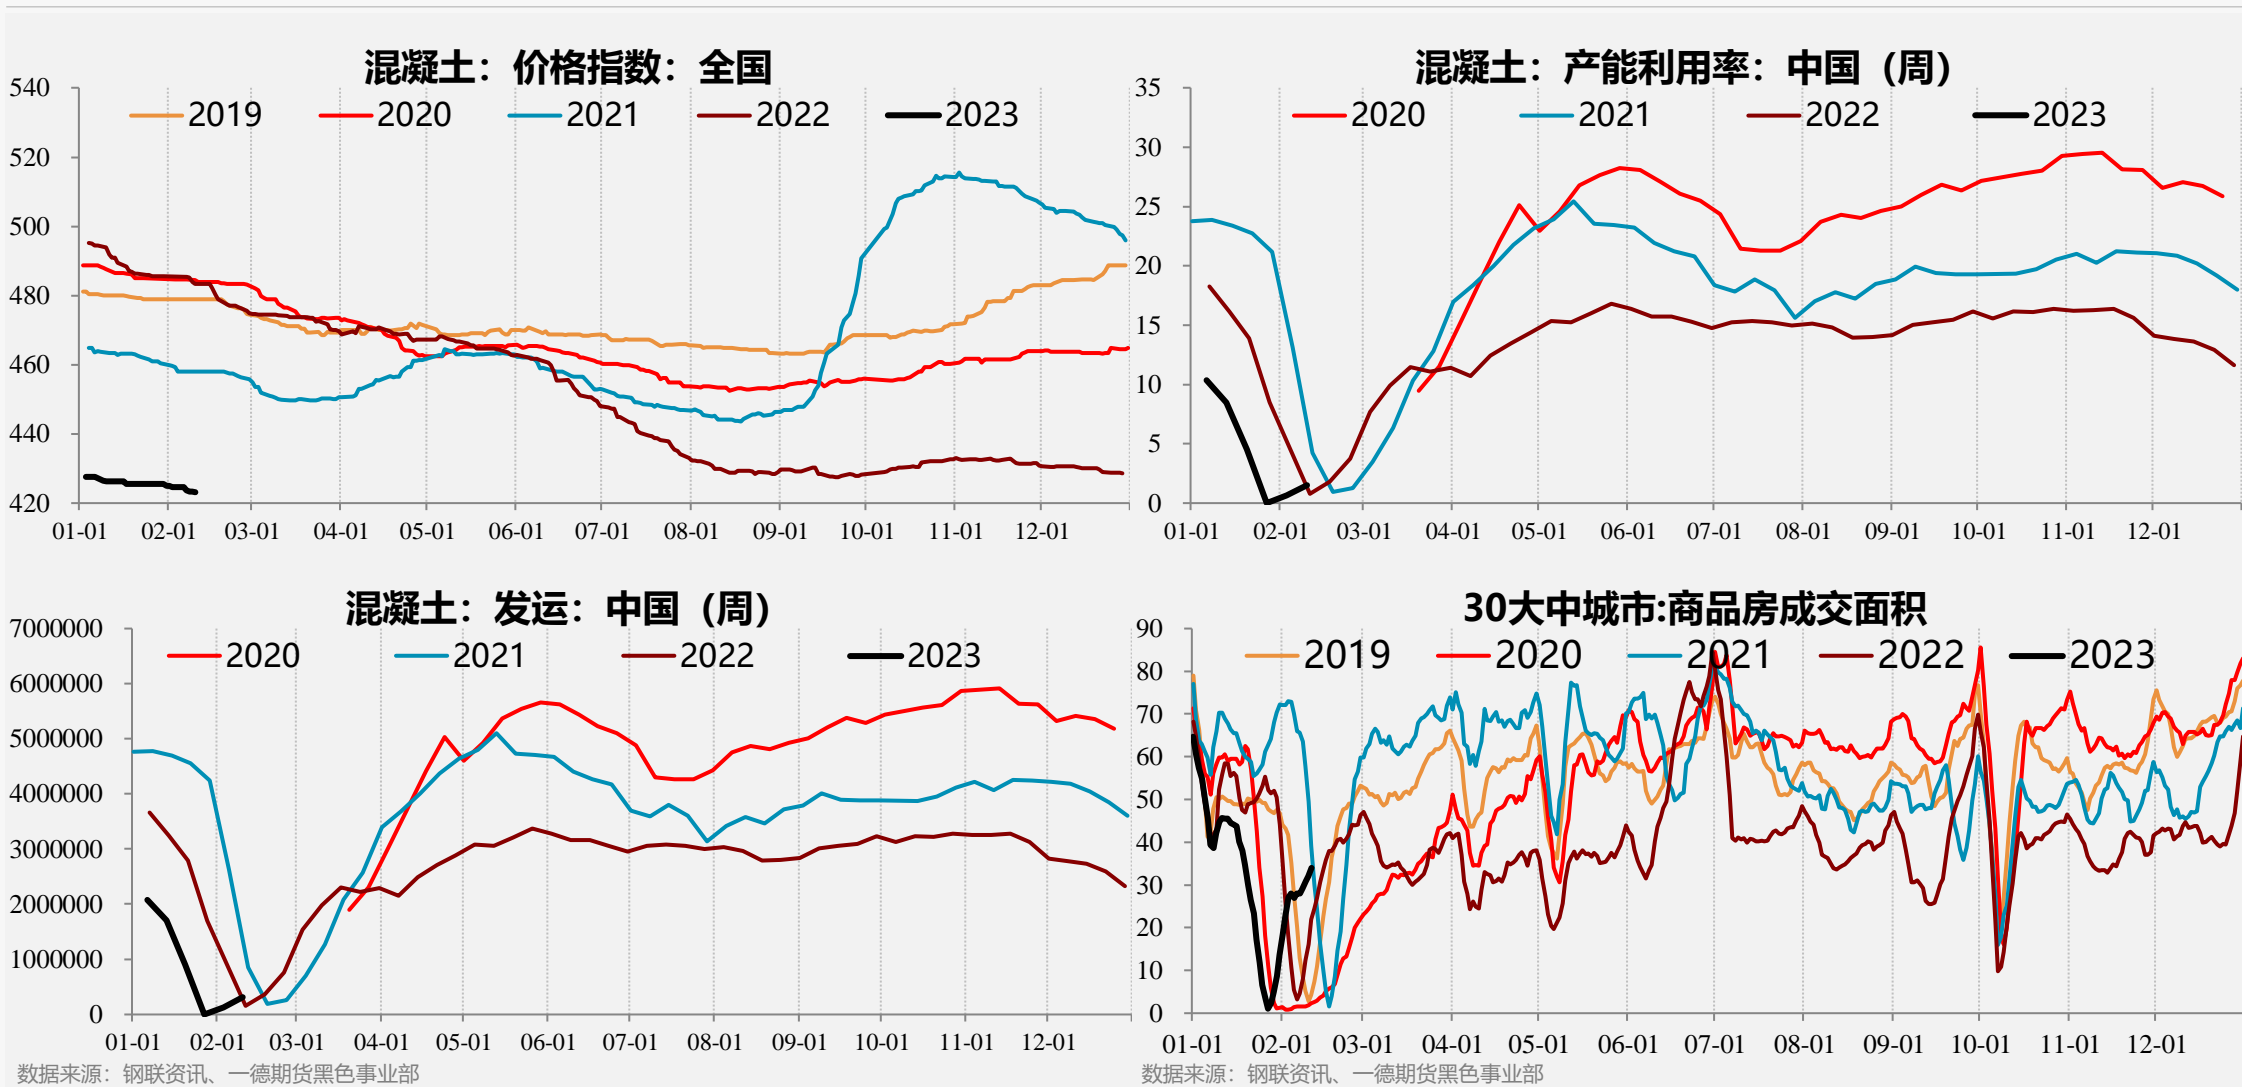 混凝土：价格指数：全国
540
520
500
480
460
440
420
2019 2020 2021 2022 2023
01-01 02-01 03-01 04-01 05-01 06-01 07-01 08-01 09-01 10-01 11-01 12-01
混凝土：产能利用率：中国（周）
35
30
25
20
15
10
5
0
2020 2021 2022 2023
01-01 02-01 03-01 04-01 05-01 06-01 07-01 08-01 09-01 10-01 11-01 12-01
混凝土：发运：中国（周）
7000000
6000000
5000000
4000000
3000000
2000000
1000000
0
2020 2021 2022 2023
01-01 02-01 03-01 04-01 05-01 06-01 07-01 08-01 09-01 10-01 11-01 12-01
数据来源：钢联资讯、一德期货黑色事业部
30大中城市:商品房成交面积
90
80
70
60
50
40
30
20
10
0
2019 2020 2021 2022 2023
01-01 02-01 03-01 04-01 05-01 06-01 07-01 08-01 09-01 10-01 11-01 12-01
数据来源：钢联资讯、一德期货黑色事业部